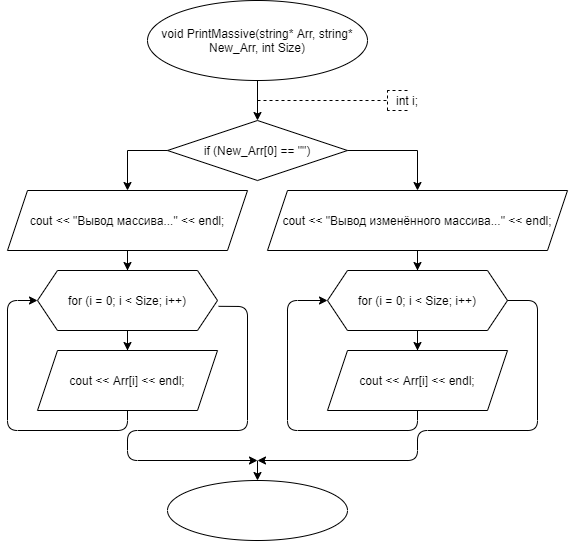 void PrintMassive(string* Arr, string*
New_Arr, int Size)
int i;
if (New_Arr[0] == "")
cout << "Вывод массива..." << endl;
cout << "Вывод изменённого массива..." << endl;
for (i = 0; i < Size; i++)
for (i = 0; i < Size; i++)
cout << Arr[i] << endl;
cout << Arr[i] << endl;